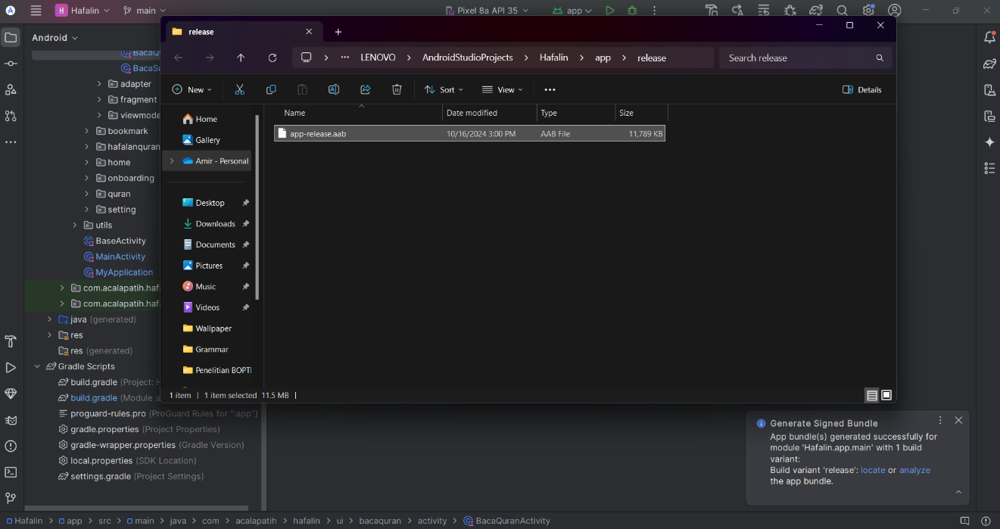 H Hafalin
main
Pixel 8a API 35
app
Android
release
LENOVO > AndroidStudioProjects > Hafalin > app > release
Search release
New
Sort
View
Details
Name
Date modified
Type
Size
app-release.aab
10/16/2024 3:00 PM
AAB File
11,789 KB
Home
Gallery
Amir - Personal
Desktop
Downloads
Documents
Pictures
Music
Videos
Wallpaper
Grammar
Penelitian BOPT
1 item | 1 item selected 11.5 MB |
BacaQu
BacaSu
adapter
fragment
viewmode
bookmark
hafalanquran
home
onboarding
quran
setting
utils
BaseActivity
MainActivity
MyApplication
com.acalapatih.haf
com.acalapatih.haf
java (generated)
res
res (generated)
Gradle Scripts
build.gradle (Project: H
build.gradle (Module :a
proguard-rules.pro (ProGuard Rules for ":app")
gradle.properties (Project Properties)
gradle-wrapper.properties (Gradle Version)
local.properties (SDK Location)
settings.gradle (Project Settings)
Generate Signed Bundle
App bundle(s) generated successfully for
module 'Hafalin.app.main' with 1 build
variant:
Build variant 'release': locate or analyze
the app bundle.
Hafalin > app > src > main > java > com > acalapatih > hafalin > ui > bacaquran > activity > BacaQuranActivity